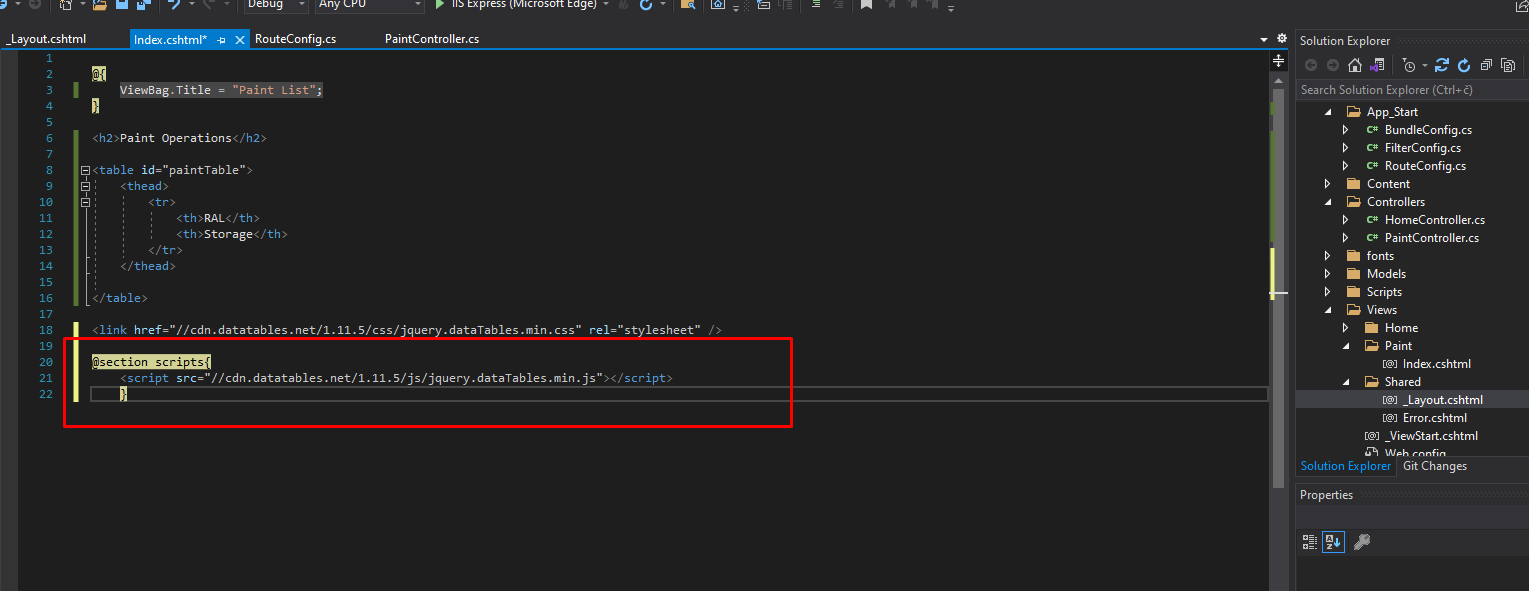 Debug Any CPU IIS Express (Microsoft Edge)
_Layout.cshtml Index.cshtml* RouteConfig.cs PaintController.cs
1
2 @{
3 ViewBag.Title = "Paint List";
4 }
5
6 <h2>Paint Operations</h2>
7
8 <table id="paintTable">
9 <thead>
10 <tr>
11 <th>RAL</th>
12 <th>Storage</th>
13 </tr>
14 </thead>
15
16 </table>
17
18 <link href="//cdn.datatables.net/1.11.5/css/jquery.dataTables.min.css" rel="stylesheet" />
19
20 @section scripts{
21 <script src="//cdn.datatables.net/1.11.5/js/jquery.dataTables.min.js"></script>
22 }
Solution Explorer
Search Solution Explorer (Ctrl+č)
App_Start
C# BundleConfig.cs
C# FilterConfig.cs
C# RouteConfig.cs
Content
Controllers
C# HomeController.cs
C# PaintController.cs
fonts
Models
Scripts
Views
Home
Paint
[@] Index.cshtml
Shared
[@] _Layout.cshtml
[@] Error.cshtml
[@] _ViewStart.cshtml
Web.config
Solution Explorer Git Changes
Properties